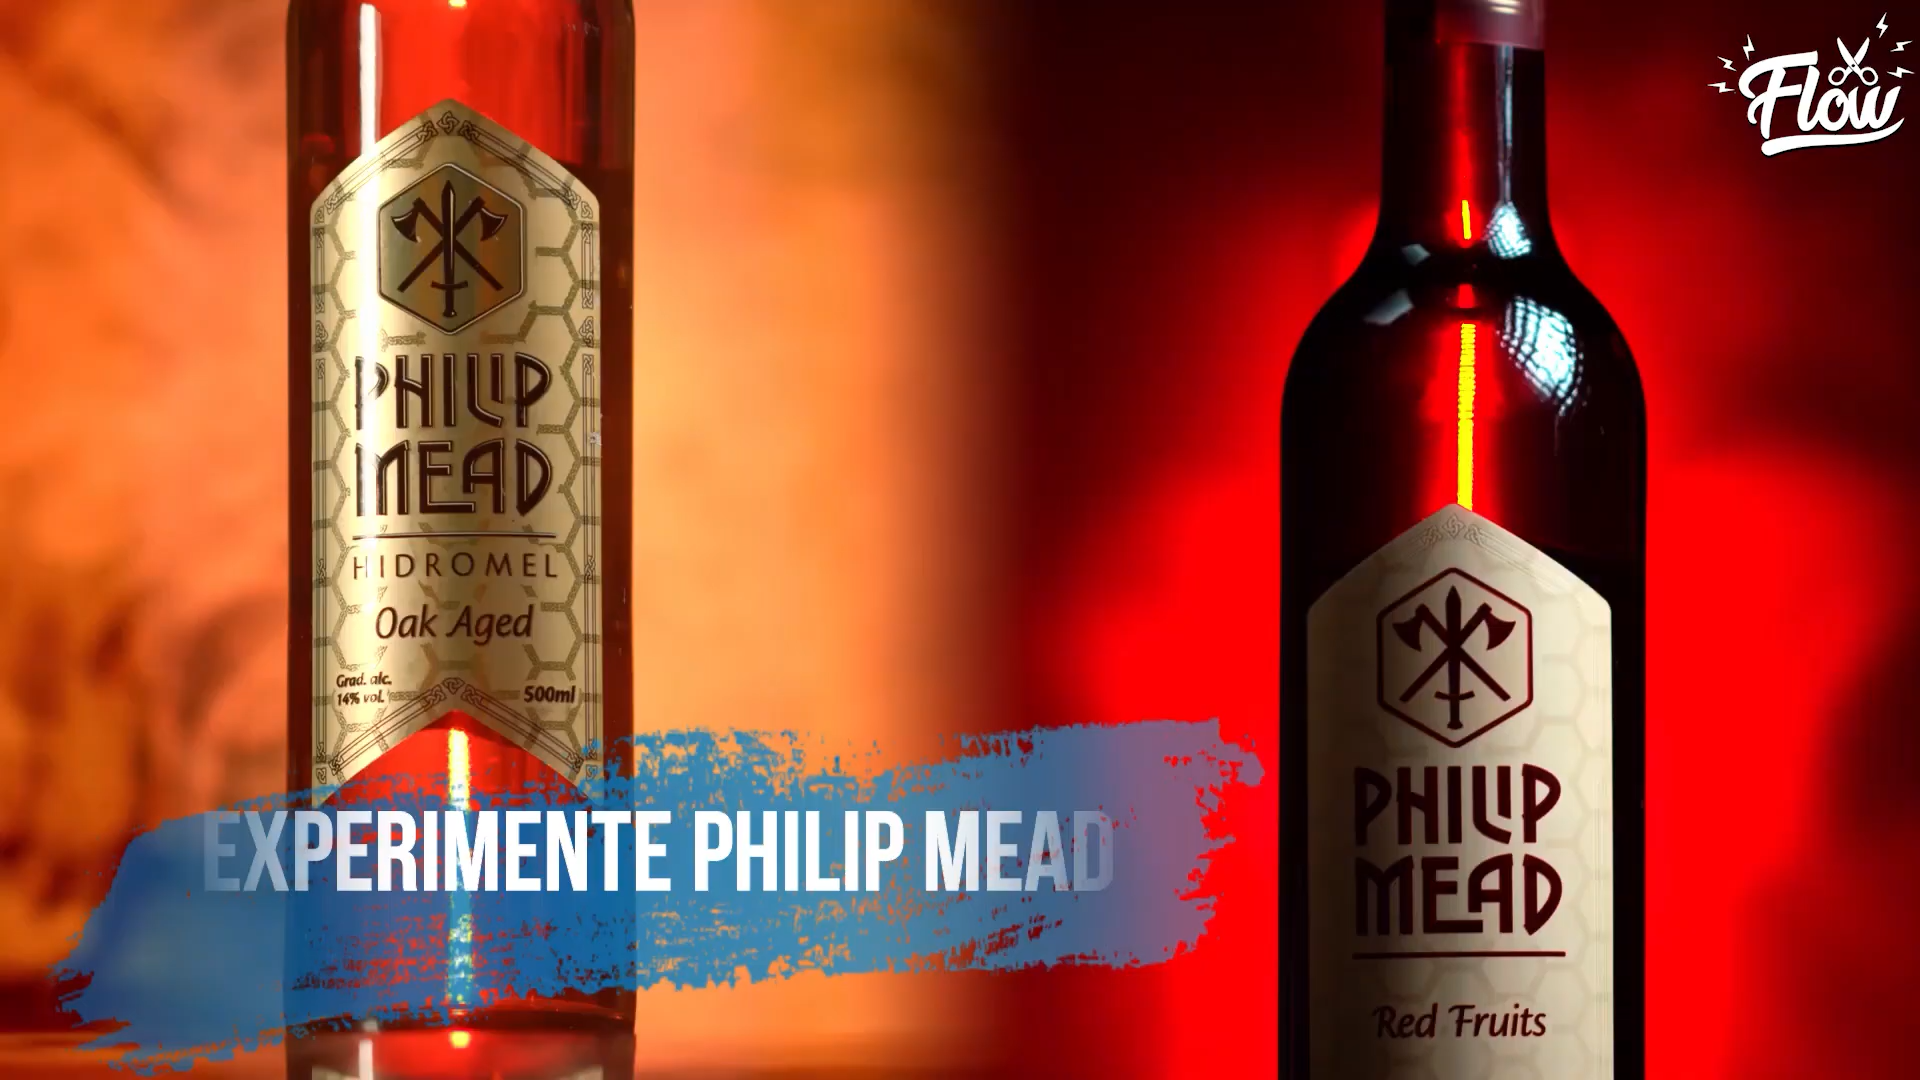 Flow
PHILIP
MEAD
HIDROMEL
Oak Aged
Grad. alc.
14% vol.
500ml
EXPERIMENTE PHILIP MEAD
PHILIP
MEAD
Red Fruits